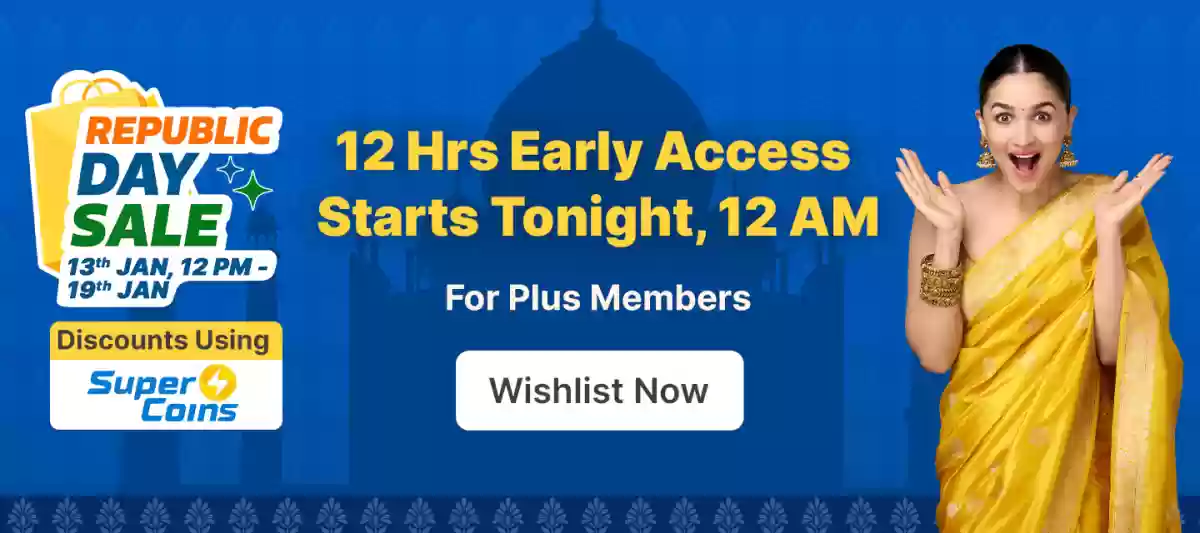 REPUBLIC
DAY
SALE
13th JAN, 12 PM -
19th JAN
Discounts Using
Super
Coins
12 Hrs Early Access
Starts Tonight, 12 AM
For Plus Members
Wishlist Now